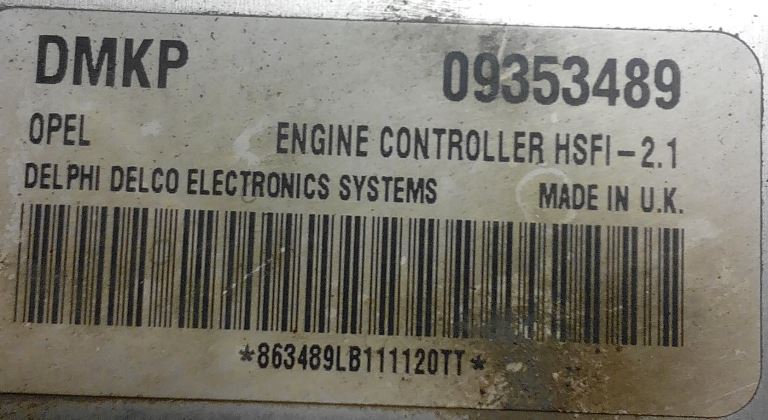 DMKP 09353489
OPEL ENGINE CONTROLLER HSFI-2.1
DELPHI DELCO ELECTRONICS SYSTEMS MADE IN U.K.
*863489LB111120TT*